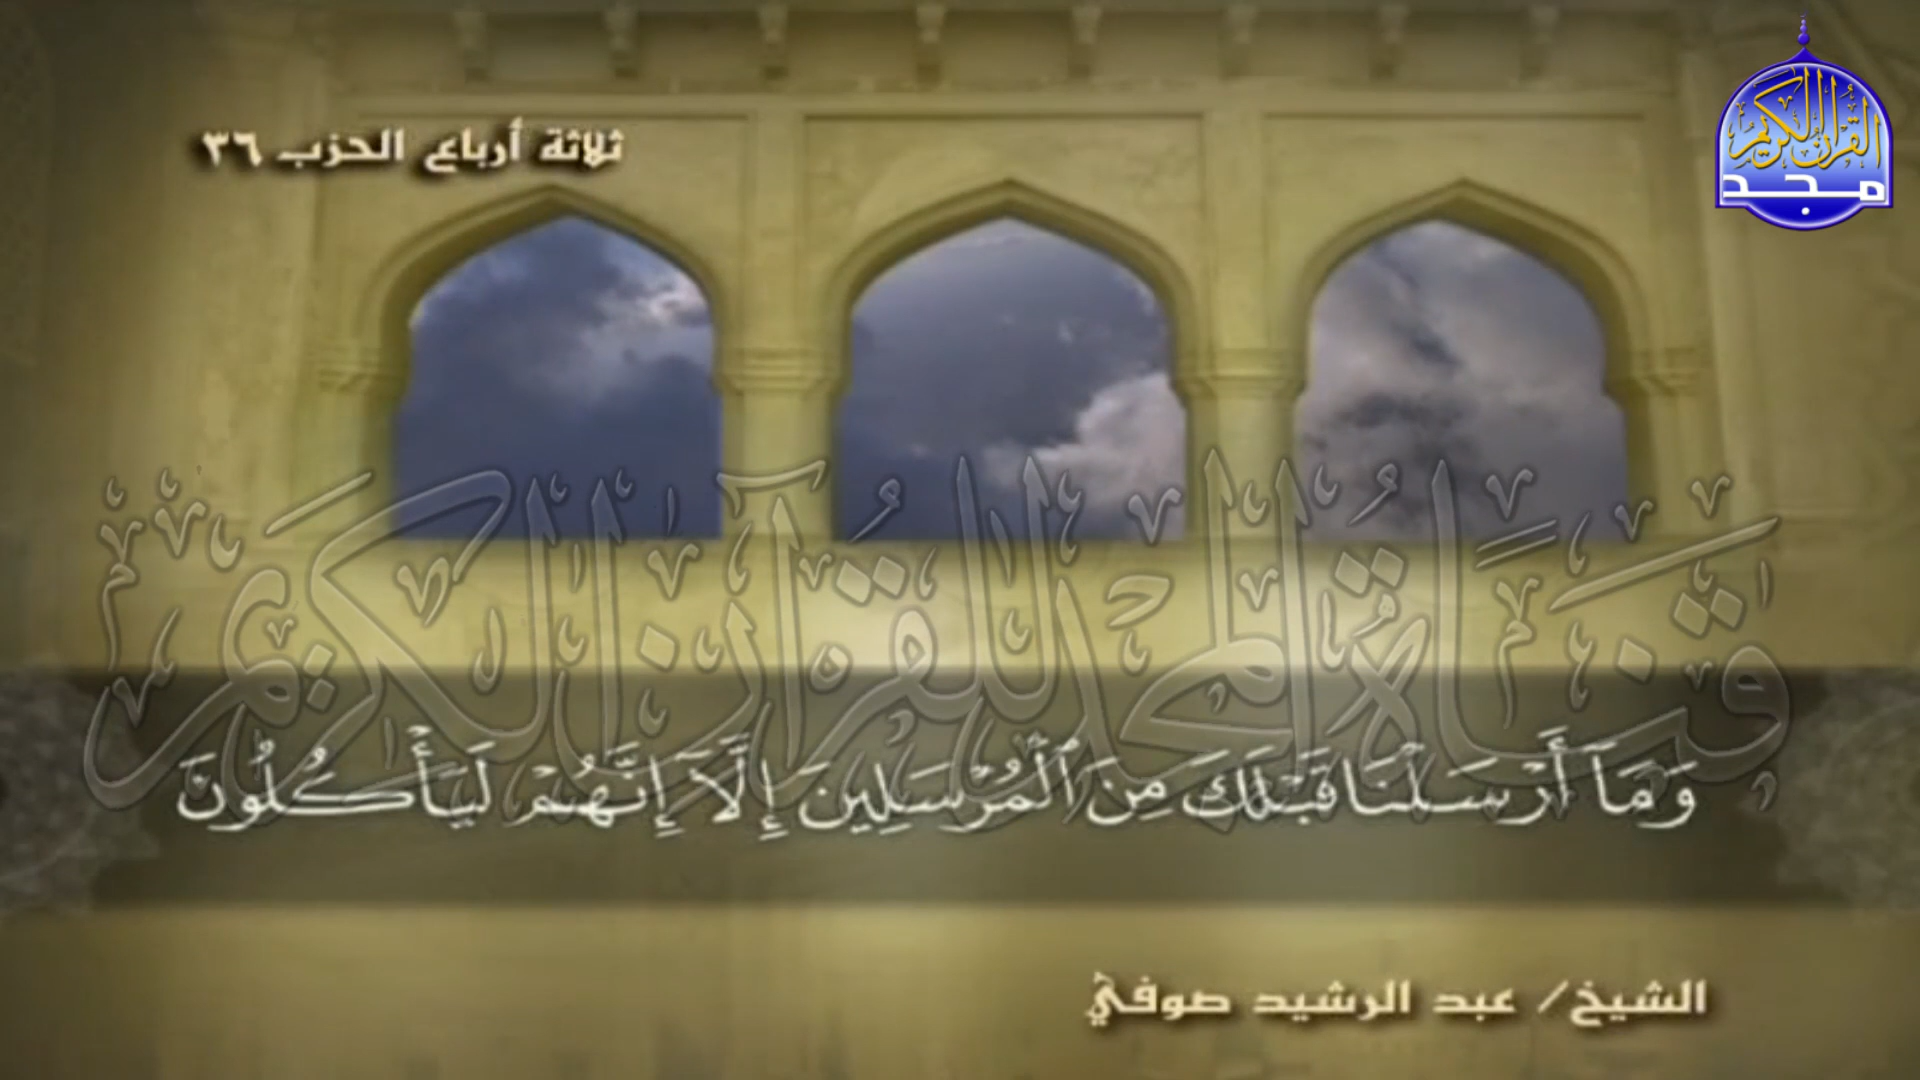 ثلاثة أرباع الحزب ٣٦
القرآن الكريم
مجد
قناة المجد للقرآن الكريم
وَمَآ أَرْسَلْنَا قَبْلَكَ مِنَ ٱلْمُرْسَلِينَ إِلَّآ إِنَّهُمْ لَيَأْكُلُونَ
الشيخ/ عبد الرشيد صوفي